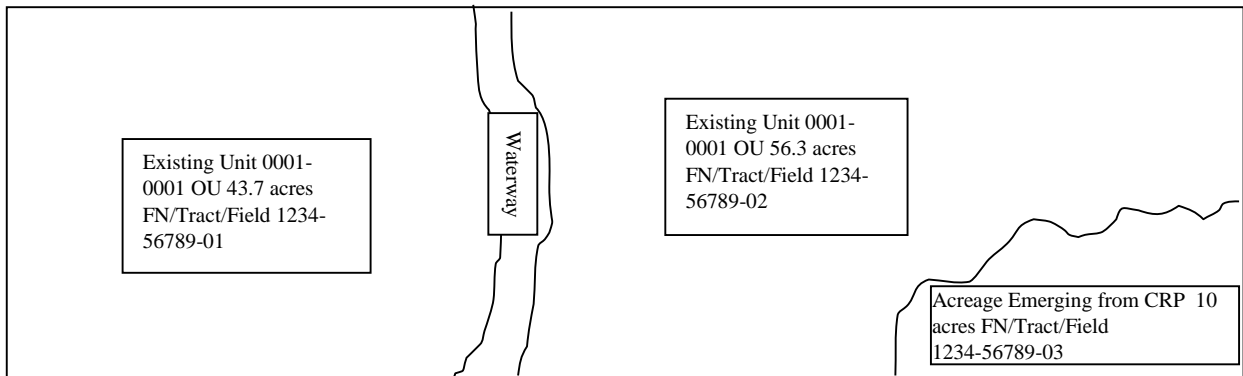 Existing Unit 0001-
0001 OU 43.7 acres
FN/Tract/Field 1234-
56789-01
Waterway
Existing Unit 0001-
0001 OU 56.3 acres
FN/Tract/Field 1234-
56789-02
Acreage Emerging from CRP  10
acres FN/Tract/Field
1234-56789-03